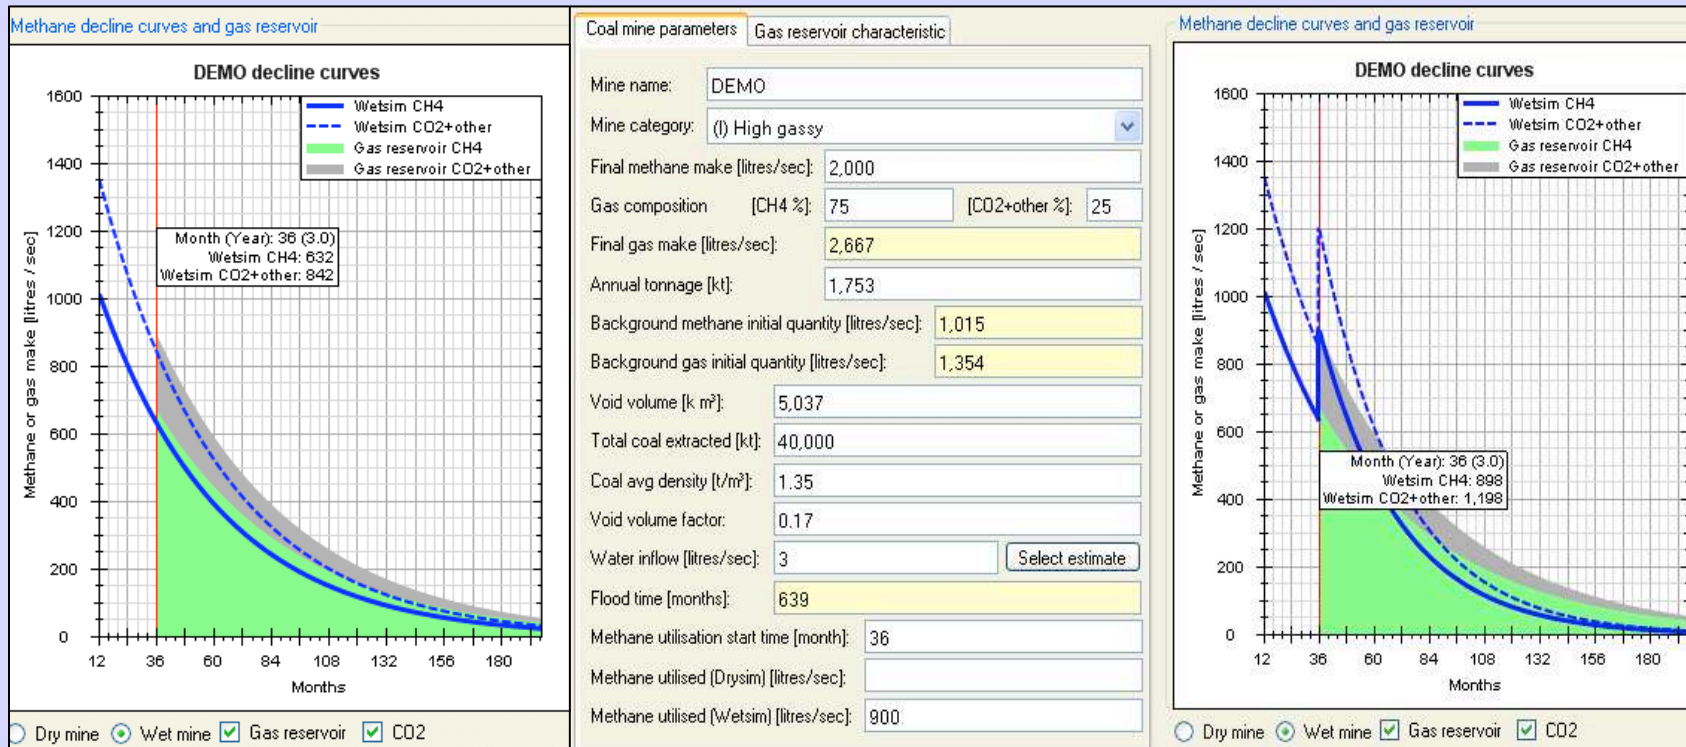 Methane decline curves and gas reservoir
DEMO decline curves
Wetsim CH4
Wetsim CO2+other
Gas reservoir CH4
Gas reservoir CO2+other
Methane or gas make [litres / sec]
1600
1400
1200
1000
800
600
400
200
0
Month (Year): 36 (3.0)
Wetsim CH4: 632
Wetsim CO2+other: 842
12 36 60 84 108 132 156 180
Months
Dry mine Wet mine Gas reservoir CO2
Coal mine parameters Gas reservoir characteristic
Mine name: DEMO
Mine category: (I) High gassy
Final methane make [litres/sec]: 2,000
Gas composition [CH4 %]: 75 [CO2+other %]: 25
Final gas make [litres/sec]: 2,667
Annual tonnage [kt]: 1,753
Background methane initial quantity [litres/sec]: 1,015
Background gas initial quantity [litres/sec]: 1,354
Void volume [k m³]: 5,037
Total coal extracted [kt]: 40,000
Coal avg density [t/m³]: 1.35
Void volume factor: 0.17
Water inflow [litres/sec]: 3 Select estimate
Flood time [months]: 639
Methane utilisation start time [month]: 36
Methane utilised (Drysim) [litres/sec]:
Methane utilised (Wetsim) [litres/sec]: 900
Methane decline curves and gas reservoir
DEMO decline curves
Wetsim CH4
Wetsim CO2+other
Gas reservoir CH4
Gas reservoir CO2+other
Methane or gas make [litres / sec]
1600
1400
1200
1000
800
600
400
200
0
Month (Year): 36 (3.0)
Wetsim CH4: 898
Wetsim CO2+other: 1,198
12 36 60 84 108 132 156 180
Months
Dry mine Wet mine Gas reservoir CO2